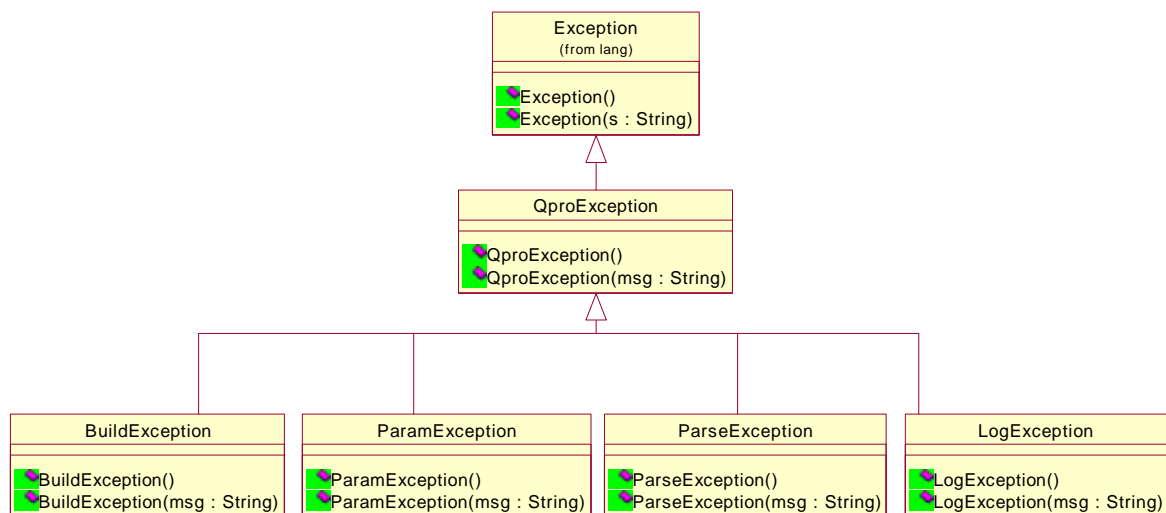 Exception
(from lang)
Exception()
Exception(s : String)
QproException
QproException()
QproException(msg : String)
BuildException
BuildException()
BuildException(msg : String)
ParamException
ParamException()
ParamException(msg : String)
ParseException
ParseException()
ParseException(msg : String)
LogException
LogException()
LogException(msg : String)